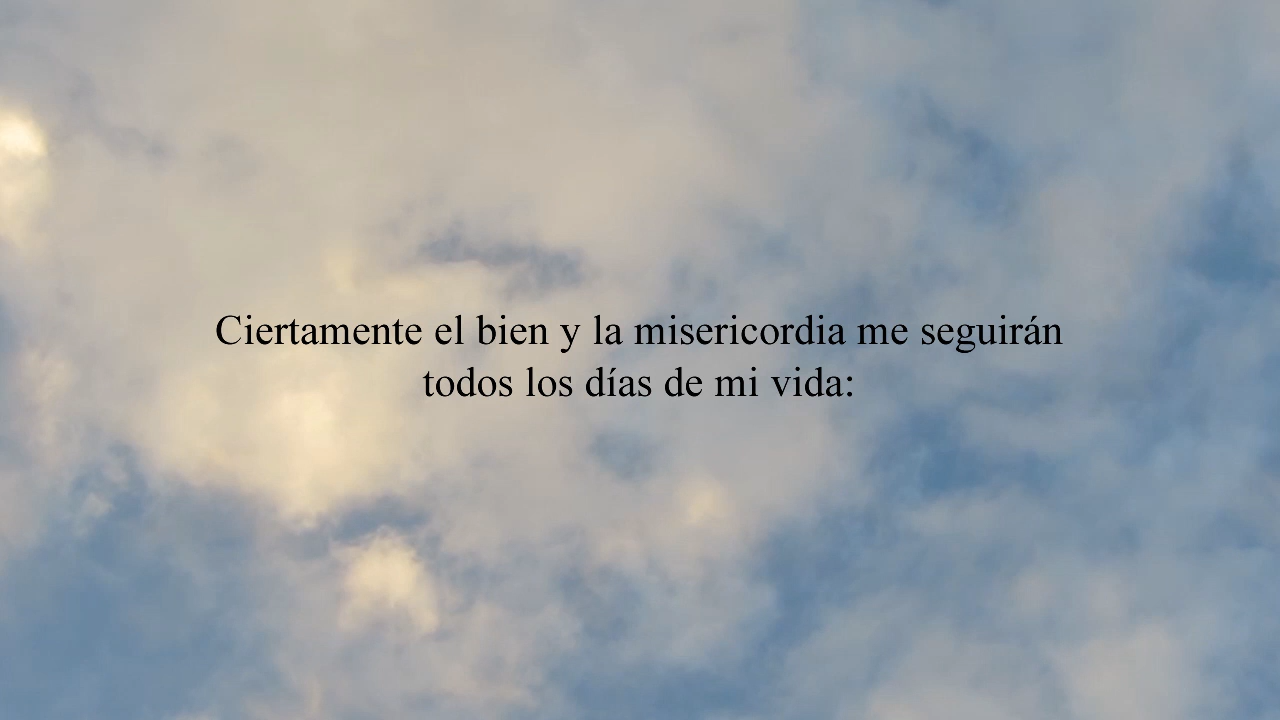 Ciertamente el bien y la misericordia me seguirán
todos los días de mi vida: